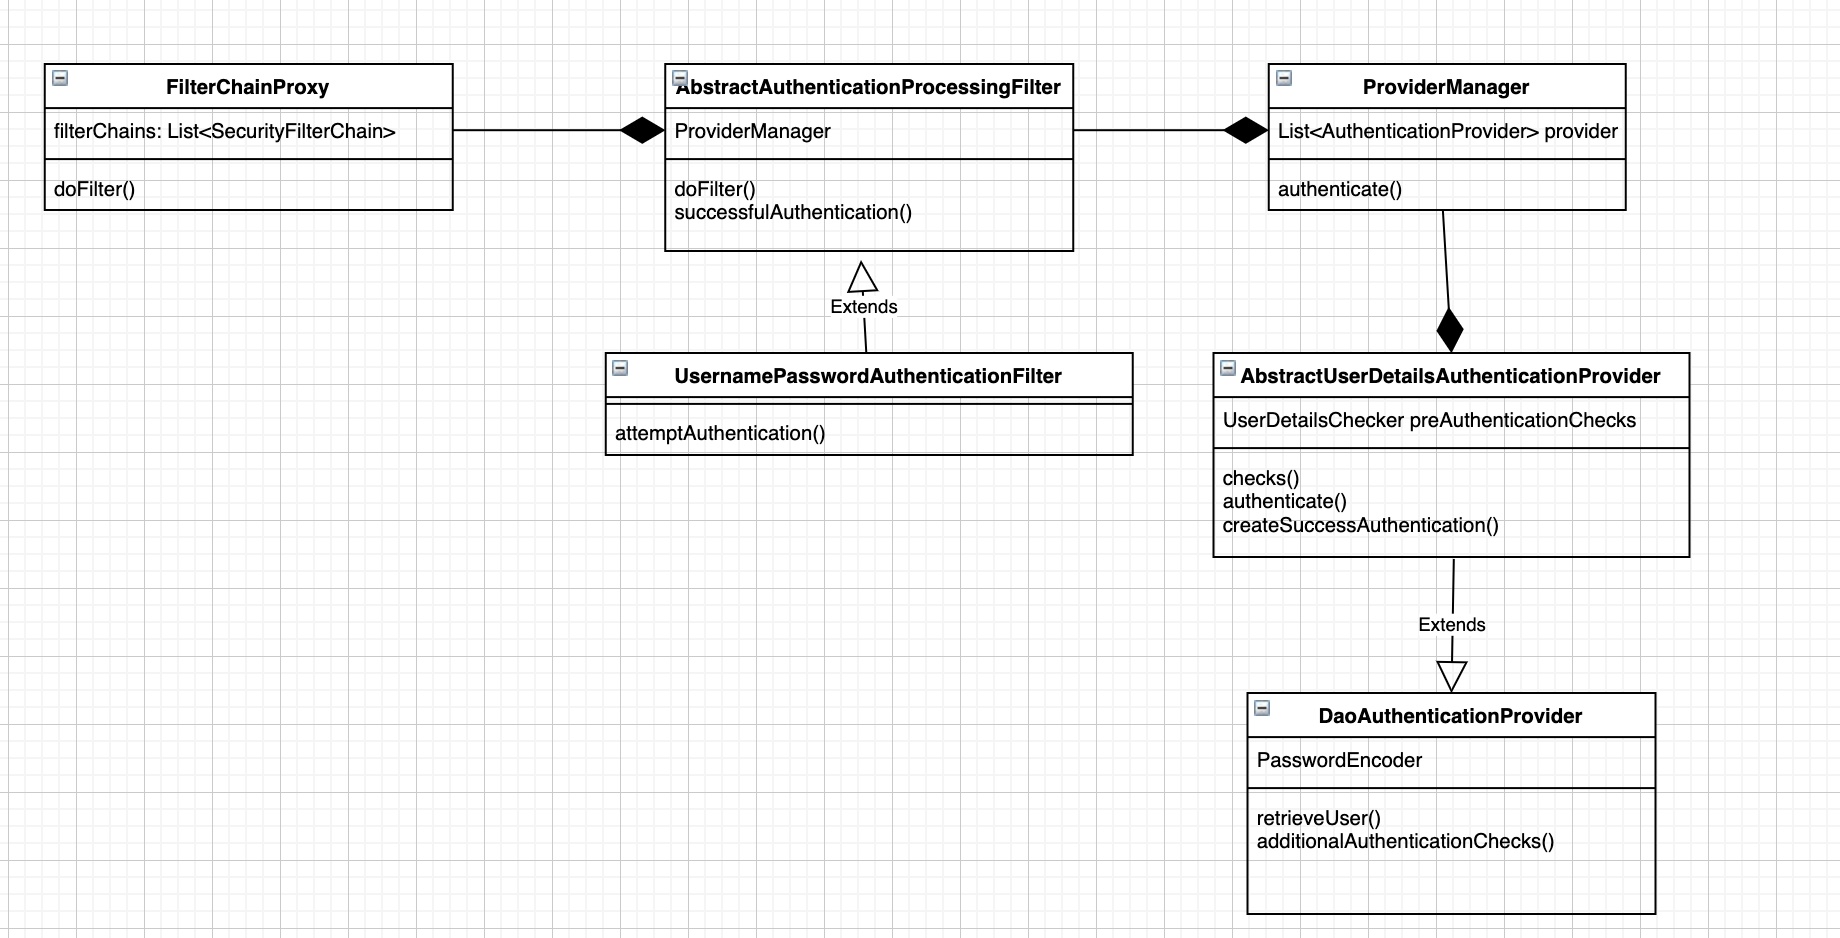 FilterChainProxy
filterChains: List<SecurityFilterChain>
doFilter()
AbstractAuthenticationProcessingFilter
ProviderManager
doFilter()
successfulAuthentication()
ProviderManager
List<AuthenticationProvider> provider
authenticate()
Extends
UsernamePasswordAuthenticationFilter
attemptAuthentication()
AbstractUserDetailsAuthenticationProvider
UserDetailsChecker preAuthenticationChecks
checks()
authenticate()
createSuccessAuthentication()
Extends
DaoAuthenticationProvider
PasswordEncoder
retrieveUser()
additionalAuthenticationChecks()